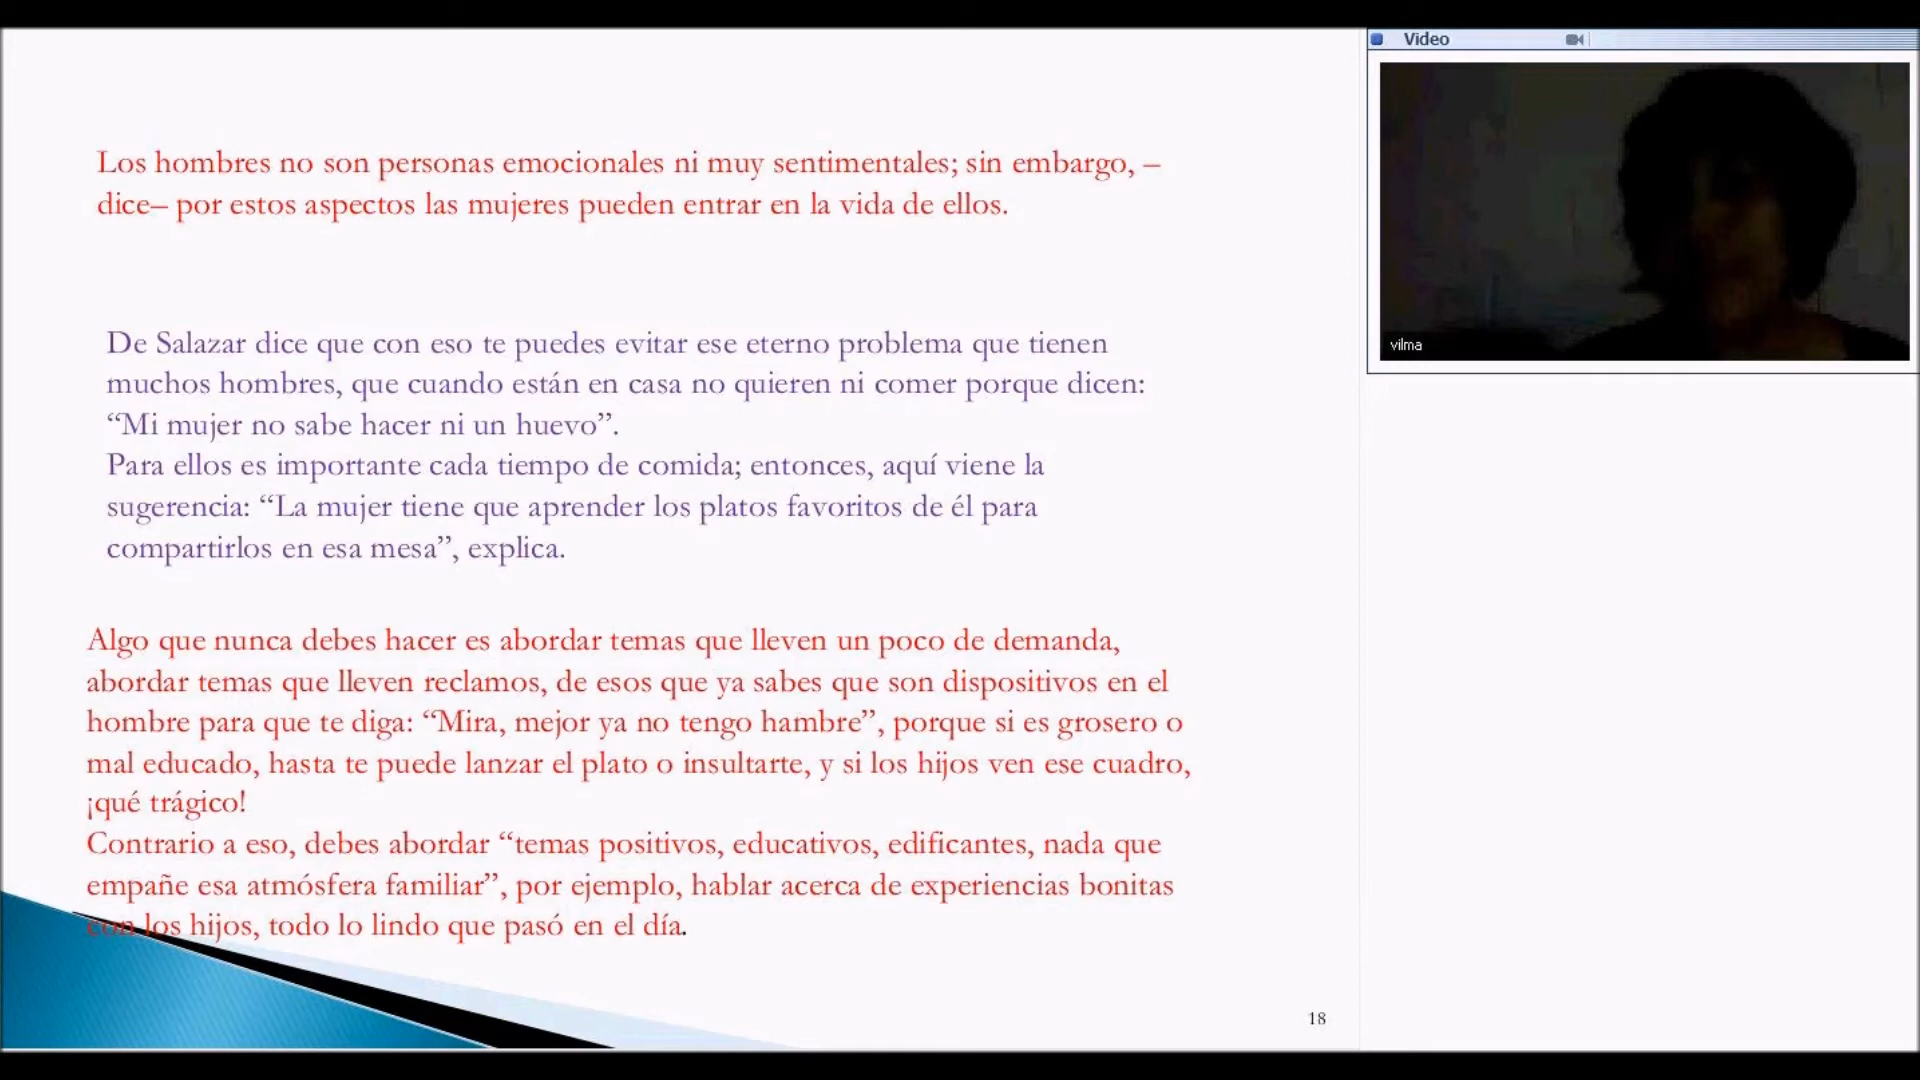 Video
Los hombres no son personas emocionales ni muy sentimentales; sin embargo, –
dice– por estos aspectos las mujeres pueden entrar en la vida de ellos.
De Salazar dice que con eso te puedes evitar ese eterno problema que tienen
muchos hombres, que cuando están en casa no quieren ni comer porque dicen:
“Mi mujer no sabe hacer ni un huevo”.
Para ellos es importante cada tiempo de comida; entonces, aquí viene la
sugerencia: “La mujer tiene que aprender los platos favoritos de él para
compartirlos en esa mesa”, explica.
Algo que nunca debes hacer es abordar temas que lleven un poco de demanda,
abordar temas que lleven reclamos, de esos que ya sabes que son dispositivos en el
hombre para que te diga: “Mira, mejor ya no tengo hambre”, porque si es grosero o
mal educado, hasta te puede lanzar el plato o insultarte, y si los hijos ven ese cuadro,
¡qué trágico!
Contrario a eso, debes abordar “temas positivos, educativos, edificantes, nada que
empañe esa atmósfera familiar”, por ejemplo, hablar acerca de experiencias bonitas
con los hijos, todo lo lindo que pasó en el día.
18
vilma